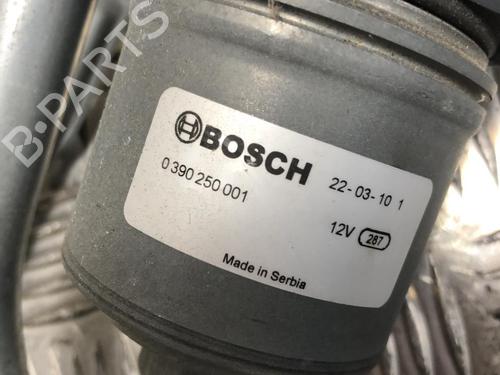 BOSCH
0 390 250 001
22-03-10 1
12V 287
Made in Serbia
B-PARTS